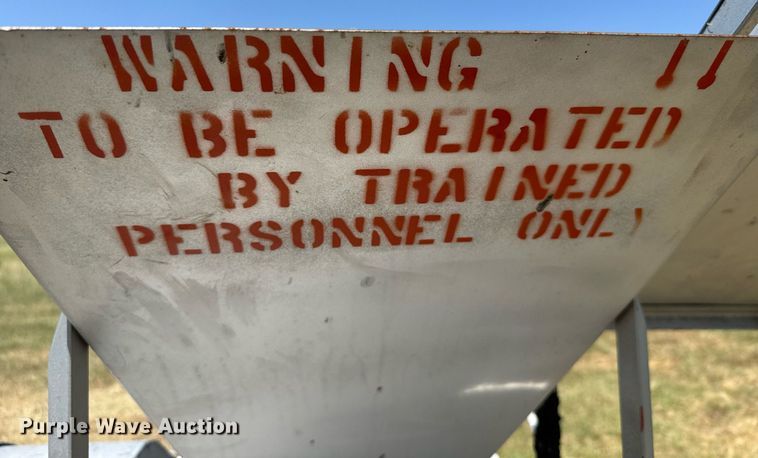 WARNING !!
TO BE OPERATED
BY TRAINED
PERSONNEL ONLY
Purple Wave Auction